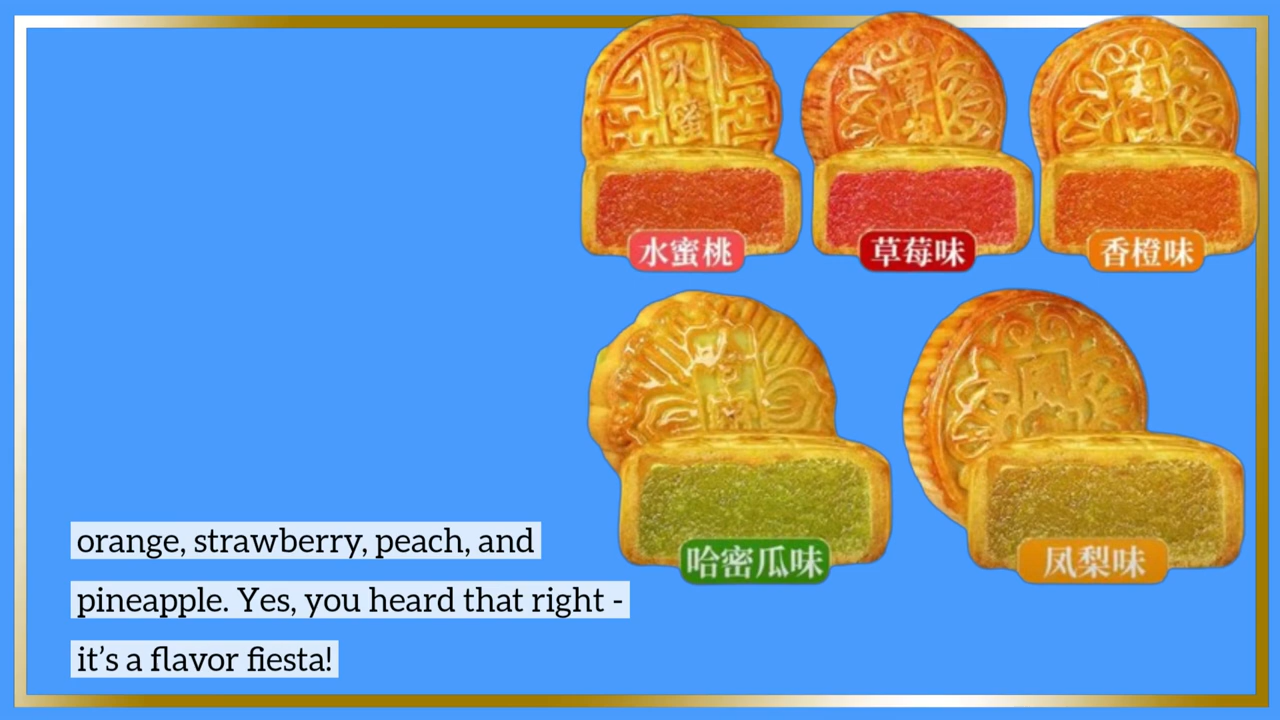 水蜜
水蜜桃
草莓味
香橙味
哈密瓜味
凤
凤梨味
orange, strawberry, peach, and
pineapple. Yes, you heard that right -
it's a flavor fiesta!